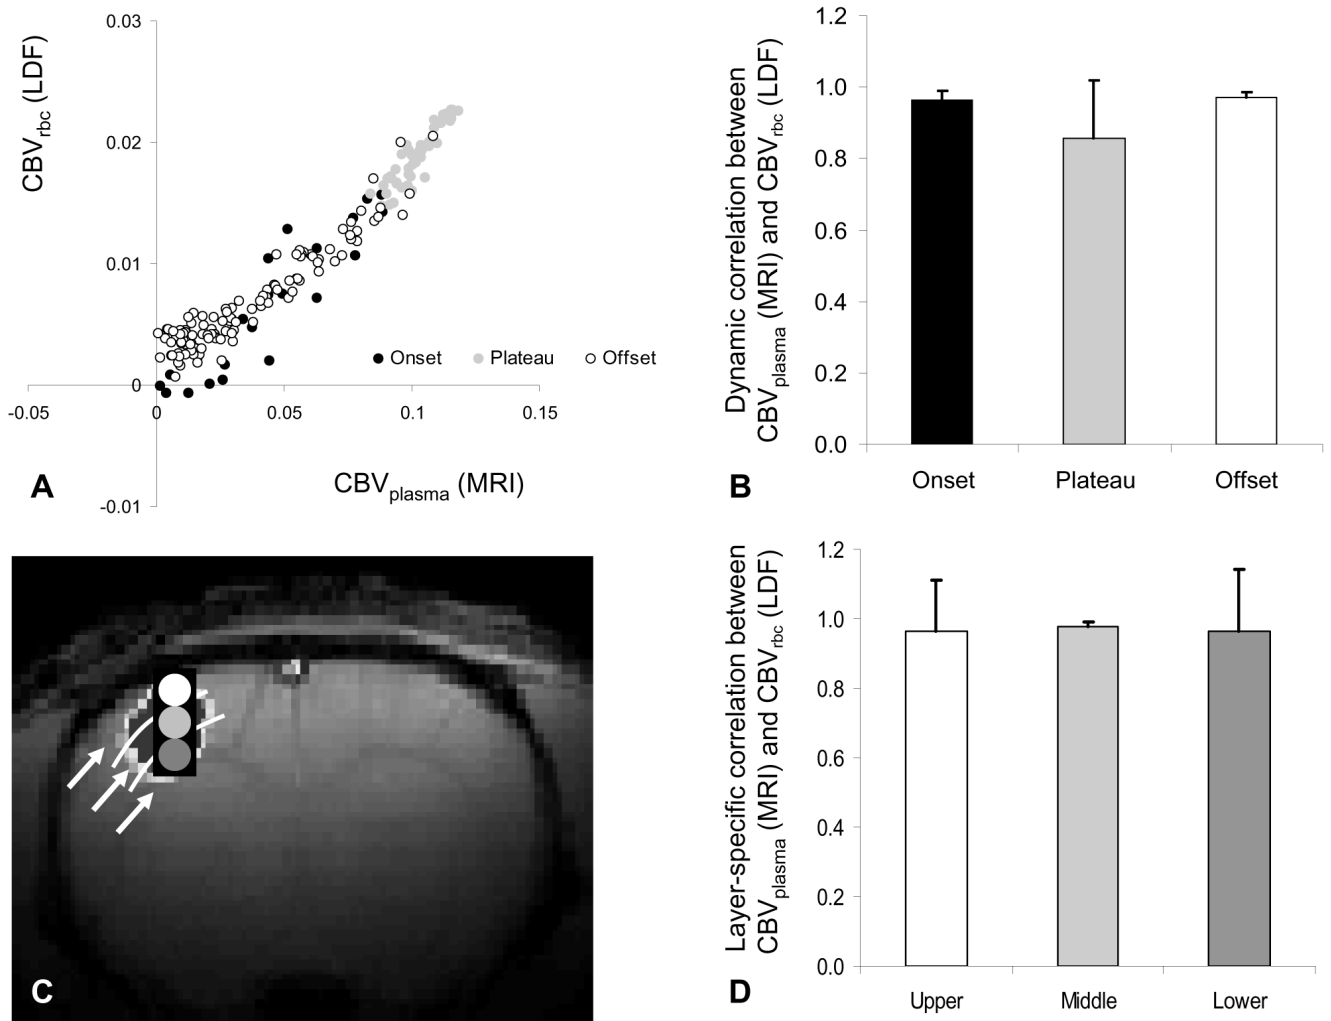 0.03
CBVrbc (LDF)
0.02
0.01
Onset Plateau Offset
0
-0.05 0 0.05 0.1 0.15
CBVplasma (MRI)
-0.01
A
Dynamic correlation between
CBVplasma (MRI) and CBVrbc (LDF)
1.2
1.0
0.8
0.6
0.4
0.2
0.0
Onset Plateau Offset
B
C
Layer-specific correlation between
CBVplasma (MRI) and CBVrbc (LDF)
1.2
1.0
0.8
0.6
0.4
0.2
0.0
Upper Middle Lower
D